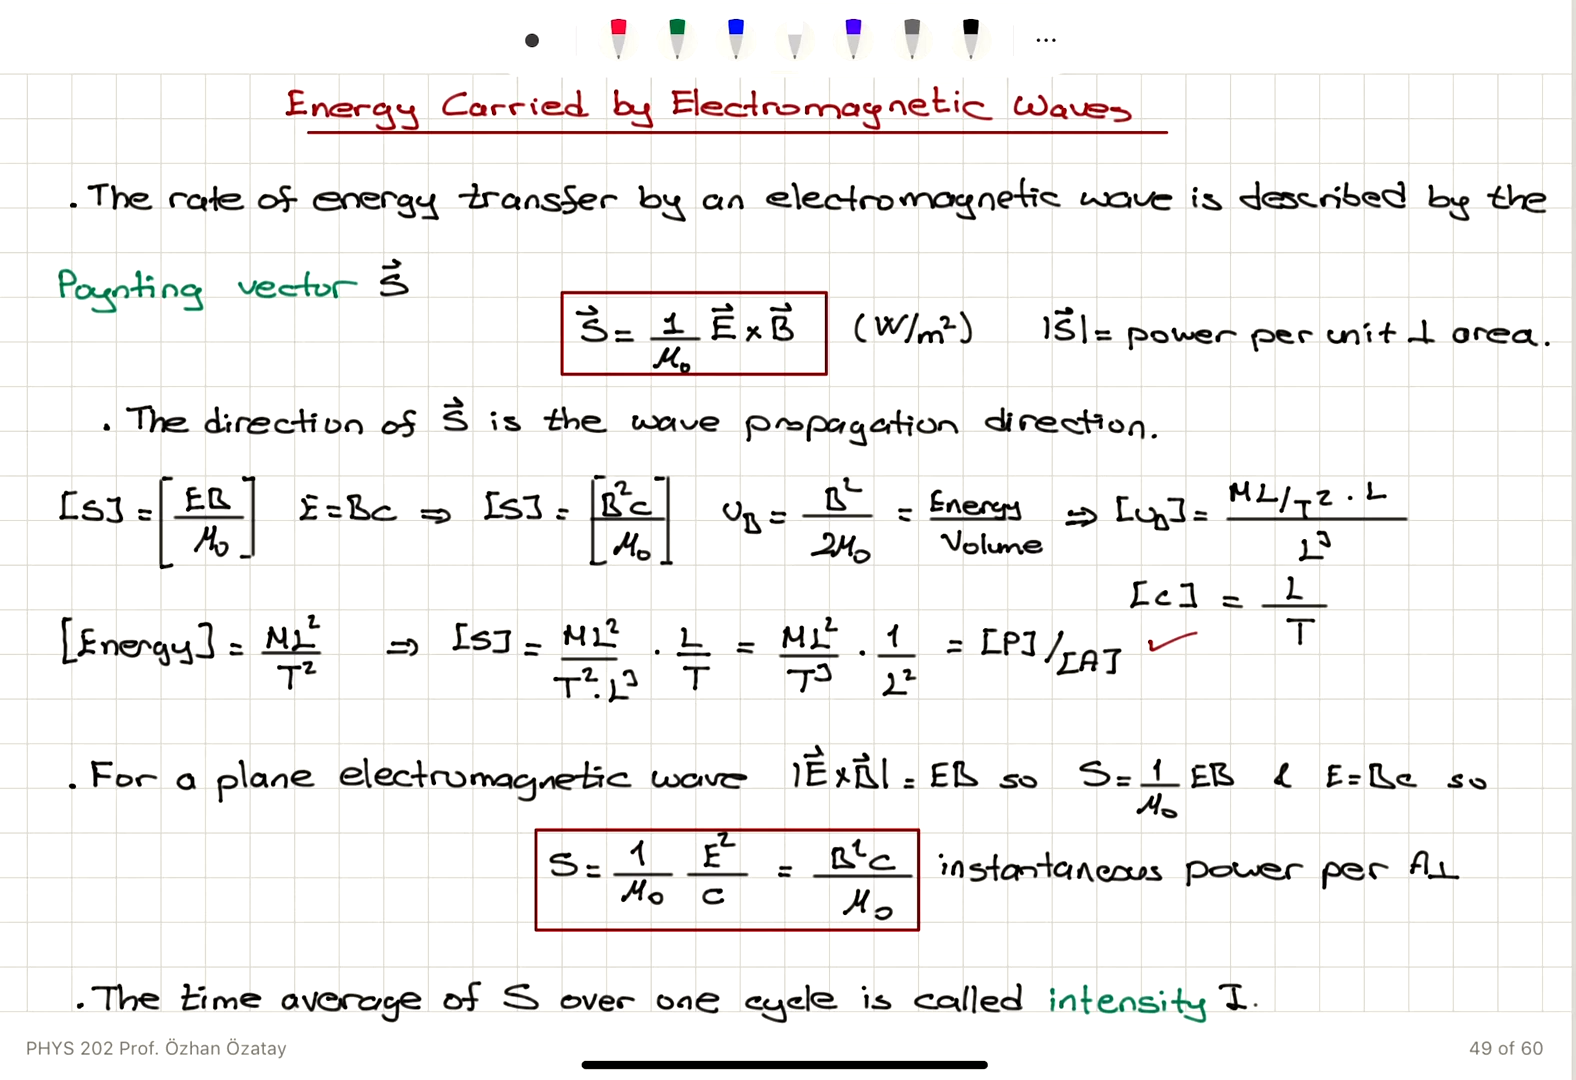 Energy Carried by Electromagnetic Waves
. The rate of energy transfer by an electromagnetic wave is described by the
Poynting vector S⃗
S⃗ = 1/μ₀ E⃗ x B⃗ (W/m²) |S⃗| = power per unit ⊥ area.
. The direction of S⃗ is the wave propagation direction.
[S] = [EB/μ₀] E = Bc ⇒ [S] = [B²c/μ₀] u_B = B²/2μ₀ = Energy/Volume ⇒ [u_B] = ML/T² . L / L³
[c] = L/T
[Energy] = ML²/T² ⇒ [S] = ML²/T².L³ . L/T = ML²/T³ . 1/L² = [P]/[A] ✓
. For a plane electromagnetic wave |E⃗ x B⃗| = EB so S = 1/μ₀ EB & E = Bc so
S = 1/μ₀ E²/c = B²c/μ₀ instantaneous power per A⊥
. The time average of S over one cycle is called intensity I.
PHYS 202 Prof. Özhan Özatay
49 of 60